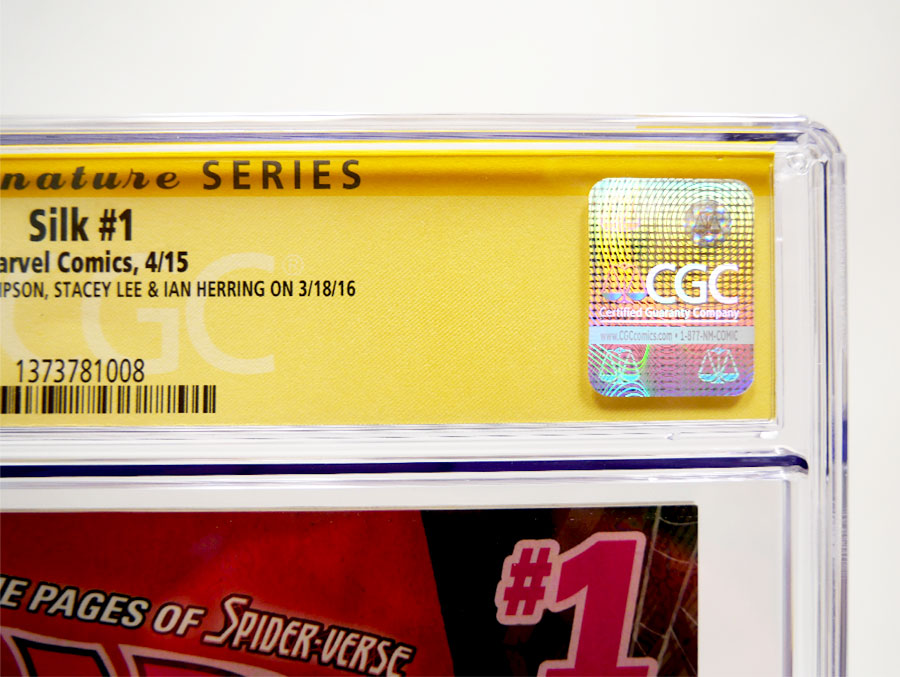 nature SERIES
Silk #1
arvel Comics, 4/15
IPSON, STACEY LEE & IAN HERRING ON 3/18/16
CGC®
1373781008
CGC
Certified Guaranty Company
www.CGCcomics.com • 1-877-NM-COMIC
#1
E PAGES OF SPIDER-VERSE